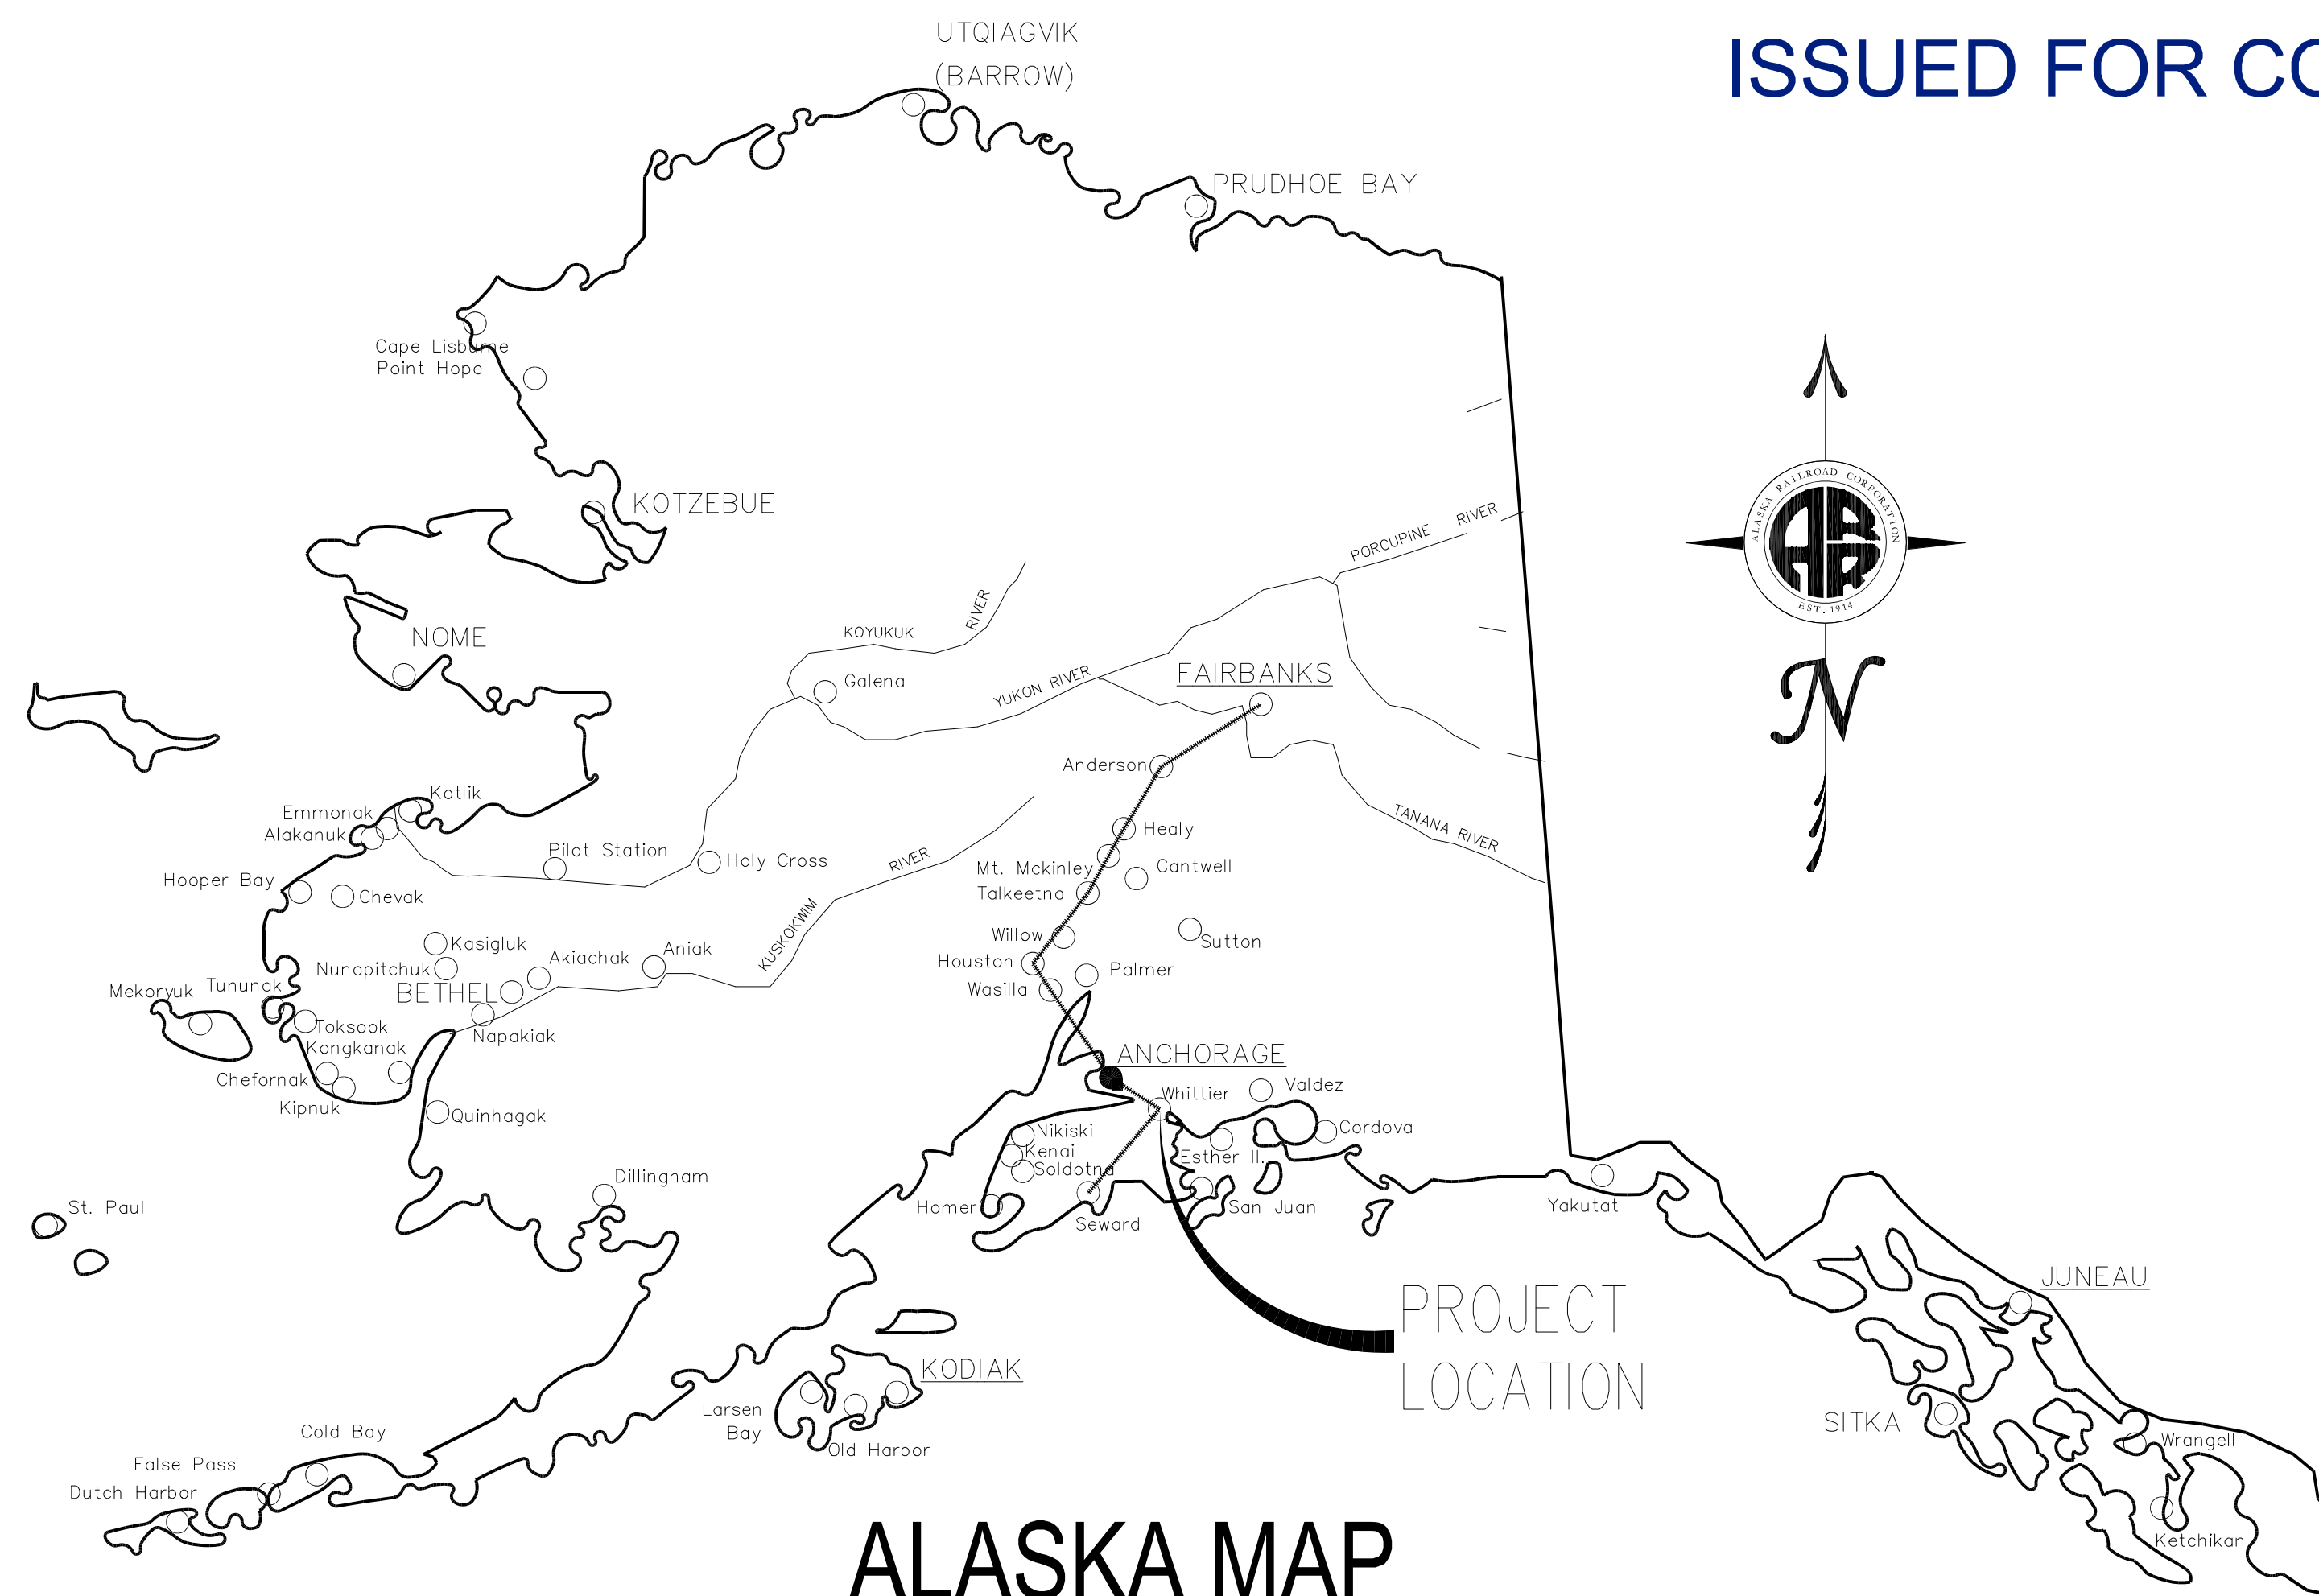 UTQIAGVIK
(BARROW)
ISSUED FOR CO
PRUDHOE BAY
Cape Lisburne
Point Hope
KOTZEBUE
ALASKA RAILROAD CORPORATION
EST. 1914
N
PORCUPINE RIVER
KOYUKUK RIVER
NOME
Galena
YUKON RIVER
FAIRBANKS
Anderson
Kotlik
Emmonak
Alakanuk
Healy
TANANA RIVER
Pilot Station
Holy Cross
KUSKOKWIM RIVER
Mt. Mckinley
Cantwell
Hooper Bay
Chevak
Talkeetna
Willow
Sutton
Kasigluk
Nunapitchuk
Akiachak
Aniak
Houston
Palmer
Wasilla
Mekoryuk
Tununak
BETHEL
Toksook
Napakiak
Kongkanak
Chefornak
Kipnuk
Quinhagak
ANCHORAGE
Whittier
Valdez
Nikiski
Kenai
Soldotna
Esther Il.
Cordova
Homer
Seward
San Juan
Yakutat
Dillingham
St. Paul
PROJECT
LOCATION
JUNEAU
KODIAK
Larsen
Bay
Old Harbor
SITKA
Wrangell
Ketchikan
Cold Bay
False Pass
Dutch Harbor
ALASKA MAP